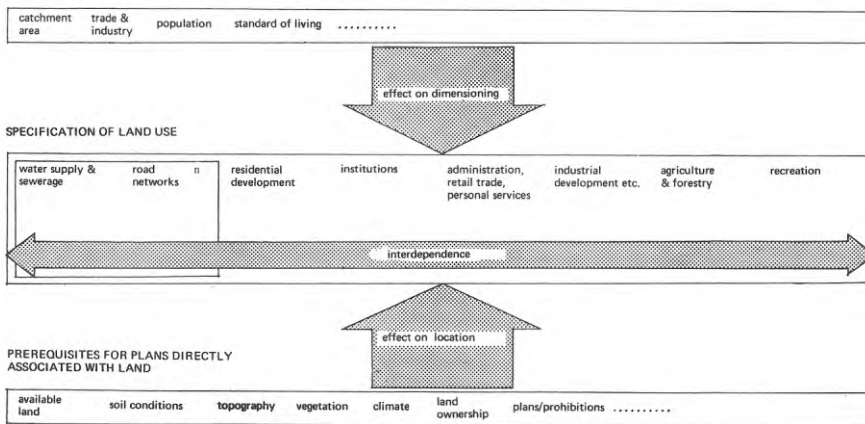 catchment area trade & industry population standard of living ..........
effect on dimensioning
SPECIFICATION OF LAND USE
water supply & sewerage road networks n residential development institutions administration, retail trade, personal services industrial development etc. agriculture & forestry recreation
interdependence
effect on location
PREREQUISITES FOR PLANS DIRECTLY
ASSOCIATED WITH LAND
available land soil conditions topography vegetation climate land ownership plans/prohibitions ..........